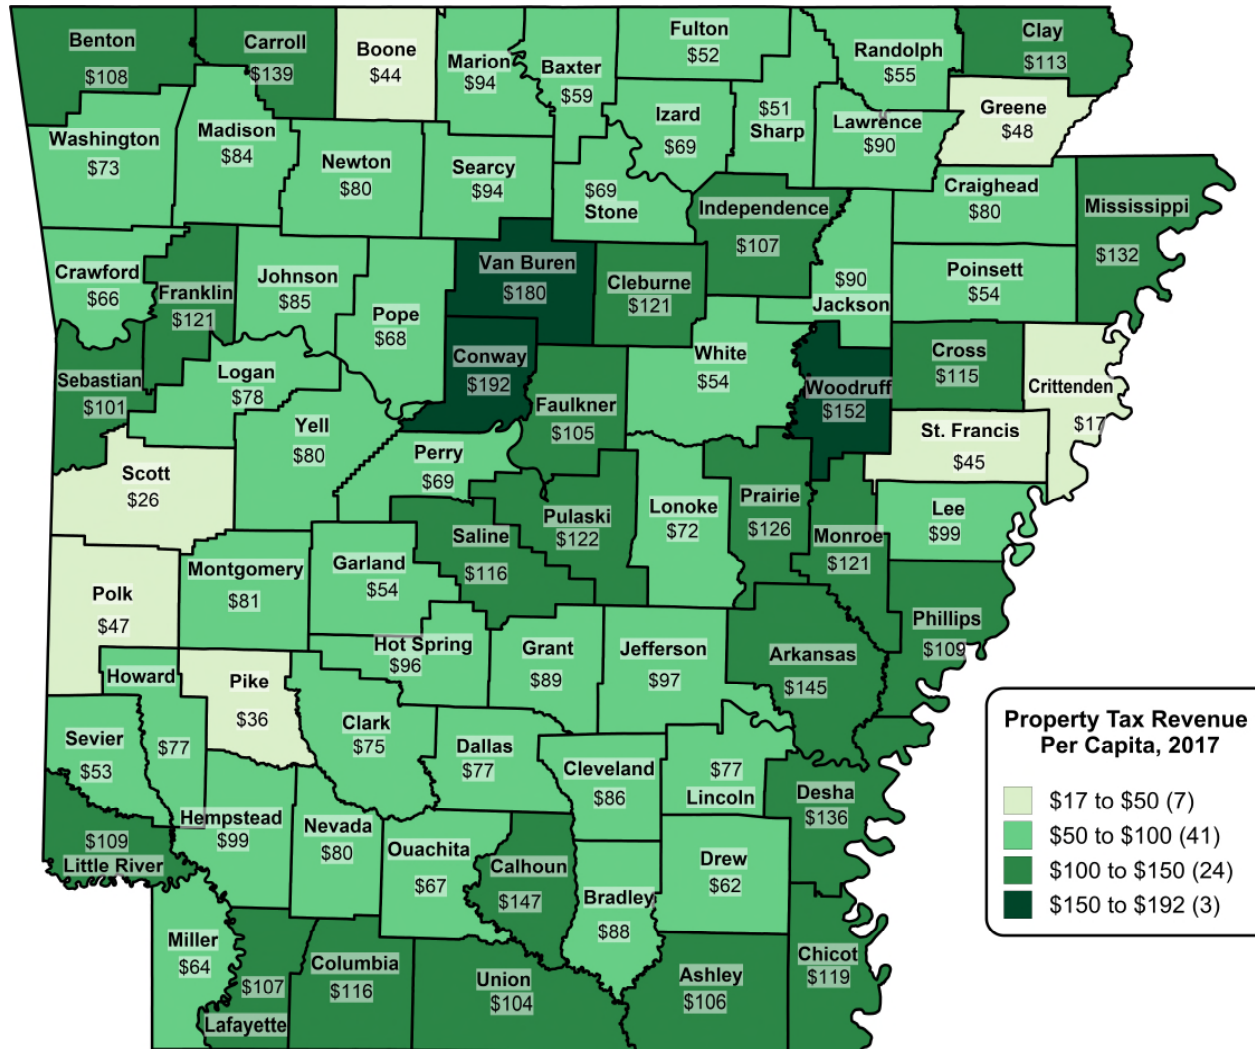 Benton
$108
Carroll
$139
Boone
$44
Marion
$94
Baxter
$59
Fulton
$52
Randolph
$55
Clay
$113
Greene
$48
Washington
$73
Madison
$84
Newton
$80
Searcy
$94
$69
Stone
Izard
$69
$51
Sharp
Lawrence
$90
Independence
$107
Craighead
$80
Mississippi
$132
Crawford
$66
Franklin
$121
Johnson
$85
Pope
$68
Van Buren
$180
Cleburne
$121
$90
Jackson
Poinsett
$54
Sebastian
$101
Logan
$78
Conway
$192
Faulkner
$105
White
$54
Woodruff
$152
Cross
$115
Crittenden
$17
St. Francis
$45
Scott
$26
Yell
$80
Perry
$69
Saline
$116
Pulaski
$122
Lonoke
$72
Prairie
$126
Monroe
$121
Lee
$99
Polk
$47
Montgomery
$81
Garland
$54
Hot Spring
$96
Grant
$89
Jefferson
$97
Arkansas
$145
Phillips
$109
Howard
$77
Pike
$36
Clark
$75
Dallas
$77
Cleveland
$86
$77
Lincoln
Desha
$136
Sevier
$53
$109
Little River
Hempstead
$99
Nevada
$80
Ouachita
$67
Calhoun
$147
Bradley
$88
Drew
$62
Miller
$64
$107
Lafayette
Columbia
$116
Union
$104
Ashley
$106
Chicot
$119
Property Tax Revenue
Per Capita, 2017
$17 to $50 (7)
$50 to $100 (41)
$100 to $150 (24)
$150 to $192 (3)